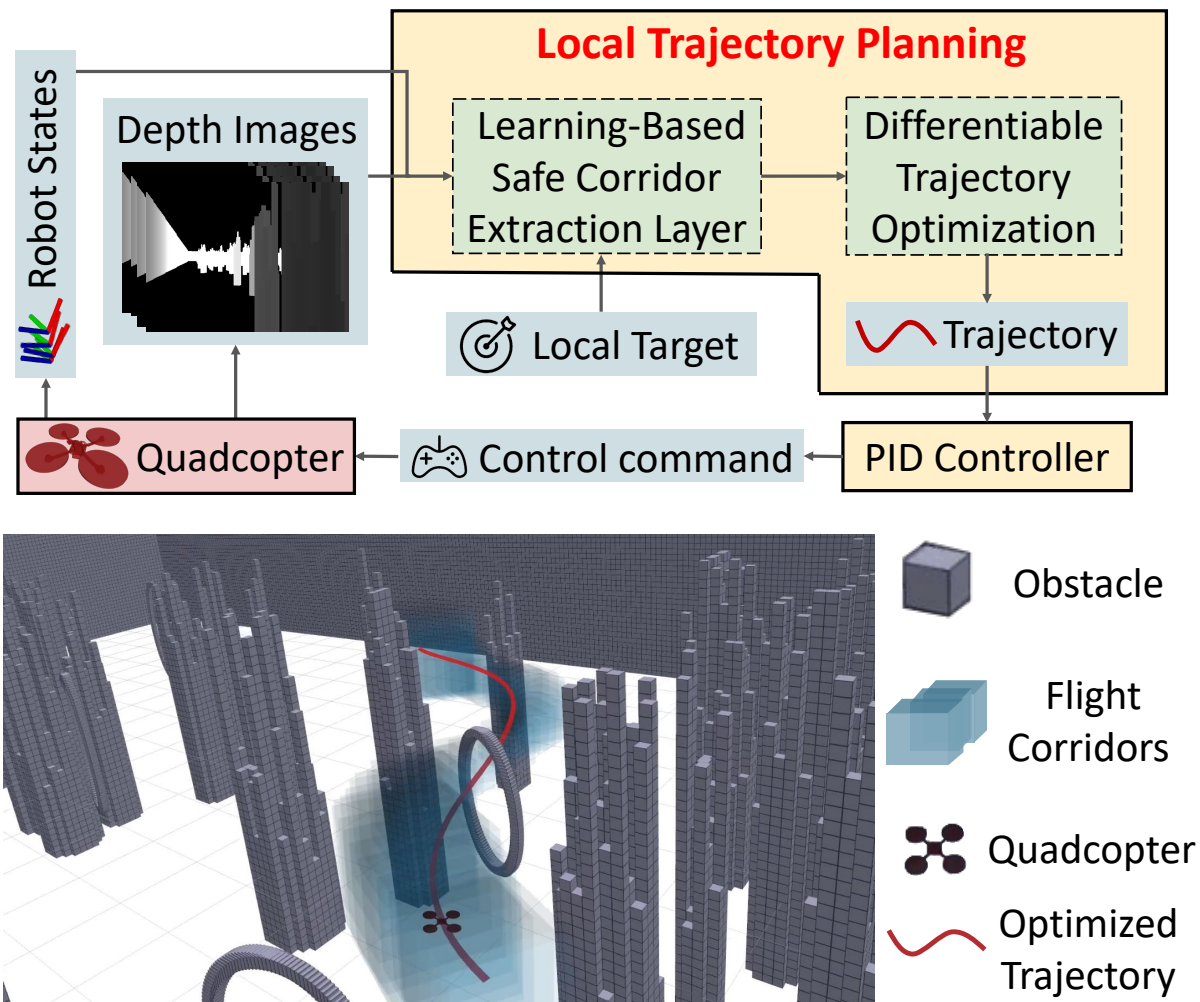 Local Trajectory Planning
Robot States
Depth Images
Learning-Based
Safe Corridor
Extraction Layer
Differentiable
Trajectory
Optimization
Local Target
Trajectory
Quadcopter
Control command
PID Controller
Obstacle
Flight
Corridors
Quadcopter
Optimized
Trajectory